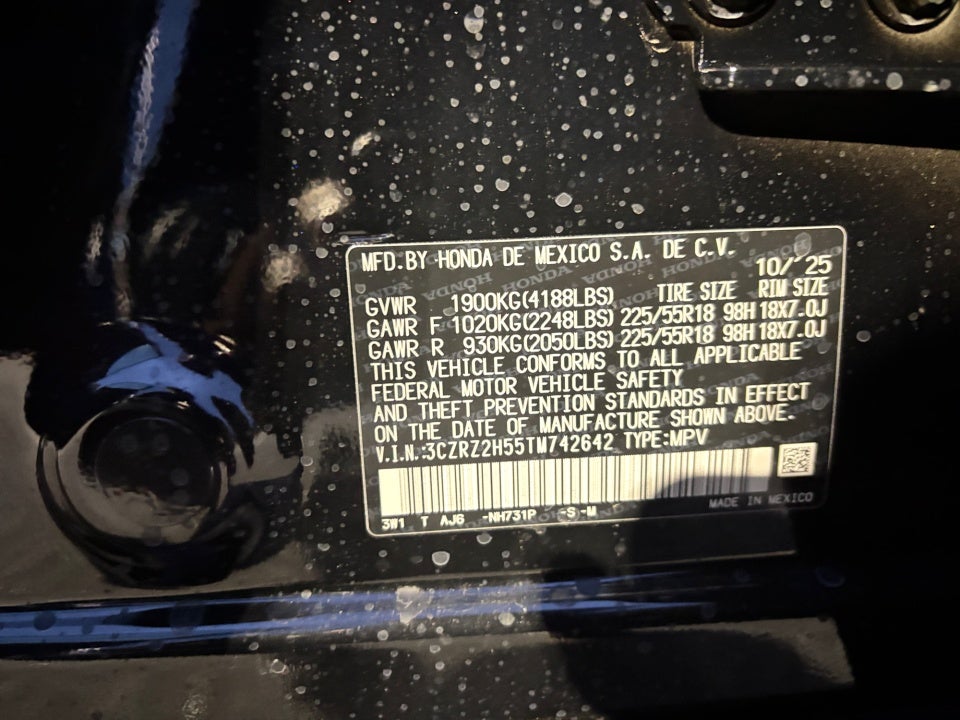 MFD. BY HONDA DE MEXICO S.A. DE C.V.
10/'25
GVWR 1900KG(4188LBS) TIRE SIZE RIM SIZE
GAWR F 1020KG(2248LBS) 225/55R18 98H 18X7.0J
GAWR R 930KG(2050LBS) 225/55R18 98H 18X7.0J
THIS VEHICLE CONFORMS TO ALL APPLICABLE
FEDERAL MOTOR VEHICLE SAFETY
AND THEFT PREVENTION STANDARDS IN EFFECT
ON THE DATE OF MANUFACTURE SHOWN ABOVE.
V.I.N.:3CZRZ2H55TM742642 TYPE:MPV
MADE IN MEXICO
3W1 T AJ6 -NH731P -S -M